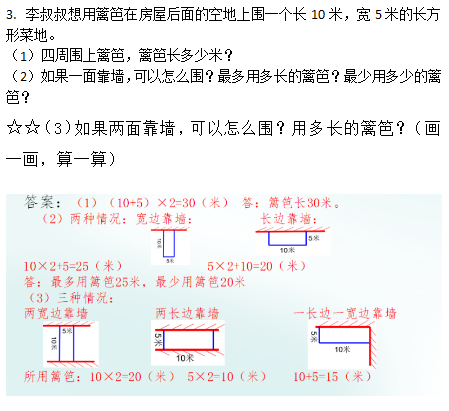 3. 李叔叔想用篱笆在房屋后面的空地上围一个长 10 米，宽 5 米的长方
形菜地。
（1）四周围上篱笆，篱笆长多少米？
（2）如果一面靠墙，可以怎么围？最多用多长的篱笆？最少用多少的篱
笆？
☆☆(3)如果两面靠墙，可以怎么围？用多长的篱笆？(画
一画，算一算)
答案：（1）（10+5）×2=30（米） 答：篱笆长30米。
（2）两种情况：宽边靠墙： 长边靠墙：
10米 5米 5米 10米
10×2+5=25（米） 5×2+10=20（米）
答：最多用篱笆25米，最少用篱笆20米
（3）三种情况：
两宽边靠墙 两长边靠墙 一长边一宽边靠墙
5米 10米 5米 10米 5米 10米
所用篱笆：10×2=20（米） 5×2=10（米） 10+5=15（米）